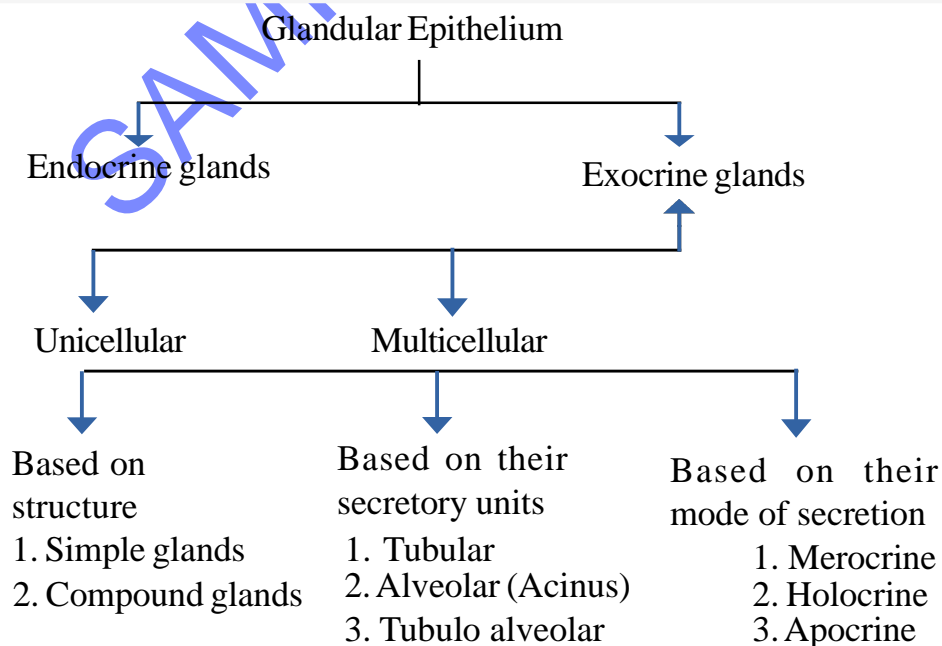 Glandular Epithelium
Endocrine glands
Exocrine glands
Unicellular
Multicellular
Based on
structure
1. Simple glands
2. Compound glands
Based on their
secretory units
1. Tubular
2. Alveolar (Acinus)
3. Tubulo alveolar
Based on their
mode of secretion
1. Merocrine
2. Holocrine
3. Apocrine
SAM